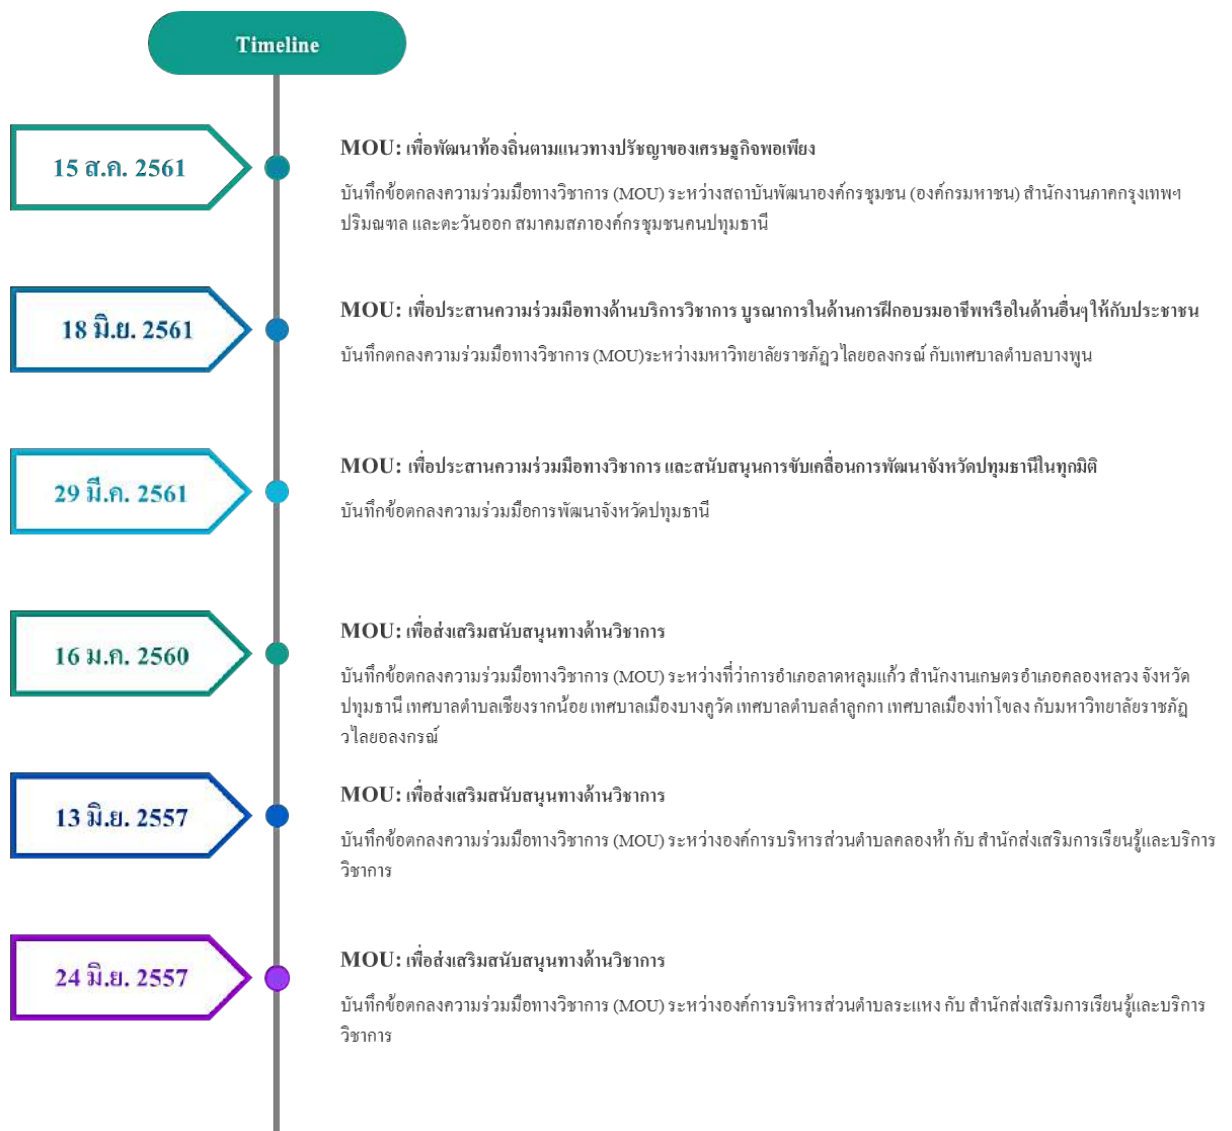 Timeline
15 ส.ค. 2561
MOU: เพื่อพัฒนาท้องถิ่นตามแนวทางปรัชญาของเศรษฐกิจพอเพียง
บันทึกข้อตกลงความร่วมมือทางวิชาการ (MOU) ระหว่างสถาบันพัฒนาองค์กรชุมชน (องค์กรมหาชน) สำนักงานภาคกรุงเทพฯ
ปริมณฑล และตะวันออก สมาคมสภาองค์กรชุมชนคนปทุมธานี
18 มิ.ย. 2561
MOU: เพื่อประสานความร่วมมือทางด้านบริการวิชาการ บูรณาการในด้านการฝึกอบรมอาชีพหรือในด้านอื่นๆ ให้กับประชาชน
บันทึกตกลงความร่วมมือทางวิชาการ (MOU)ระหว่างมหาวิทยาลัยราชภัฏวไลยอลงกรณ์ กับเทศบาลตำบลบางพูน
29 มี.ค. 2561
MOU: เพื่อประสานความร่วมมือทางวิชาการ และสนับสนุนการขับเคลื่อนการพัฒนาจังหวัดปทุมธานีในทุกมิติ
บันทึกข้อตกลงความร่วมมือการพัฒนาจังหวัดปทุมธานี
16 ม.ค. 2560
MOU: เพื่อส่งเสริมสนับสนุนทางด้านวิชาการ
บันทึกข้อตกลงความร่วมมือทางวิชาการ (MOU) ระหว่างที่ว่าการอำเภอลาดหลุมแก้ว สำนักงานเกษตรอำเภอคลองหลวง จังหวัด
ปทุมธานี เทศบาลตำบลเชียงรากน้อย เทศบาลเมืองบางคูวัด เทศบาลตำบลลำลูกกา เทศบาลเมืองท่าโขลง กับมหาวิทยาลัยราชภัฏ
วไลยอลงกรณ์
13 มิ.ย. 2557
MOU: เพื่อส่งเสริมสนับสนุนทางด้านวิชาการ
บันทึกข้อตกลงความร่วมมือทางวิชาการ (MOU) ระหว่างองค์การบริหารส่วนตำบลคลองห้า กับ สำนักส่งเสริมการเรียนรู้และบริการ
วิชาการ
24 มิ.ย. 2557
MOU: เพื่อส่งเสริมสนับสนุนทางด้านวิชาการ
บันทึกข้อตกลงความร่วมมือทางวิชาการ (MOU) ระหว่างองค์การบริหารส่วนตำบลระแหง กับ สำนักส่งเสริมการเรียนรู้และบริการ
วิชาการ